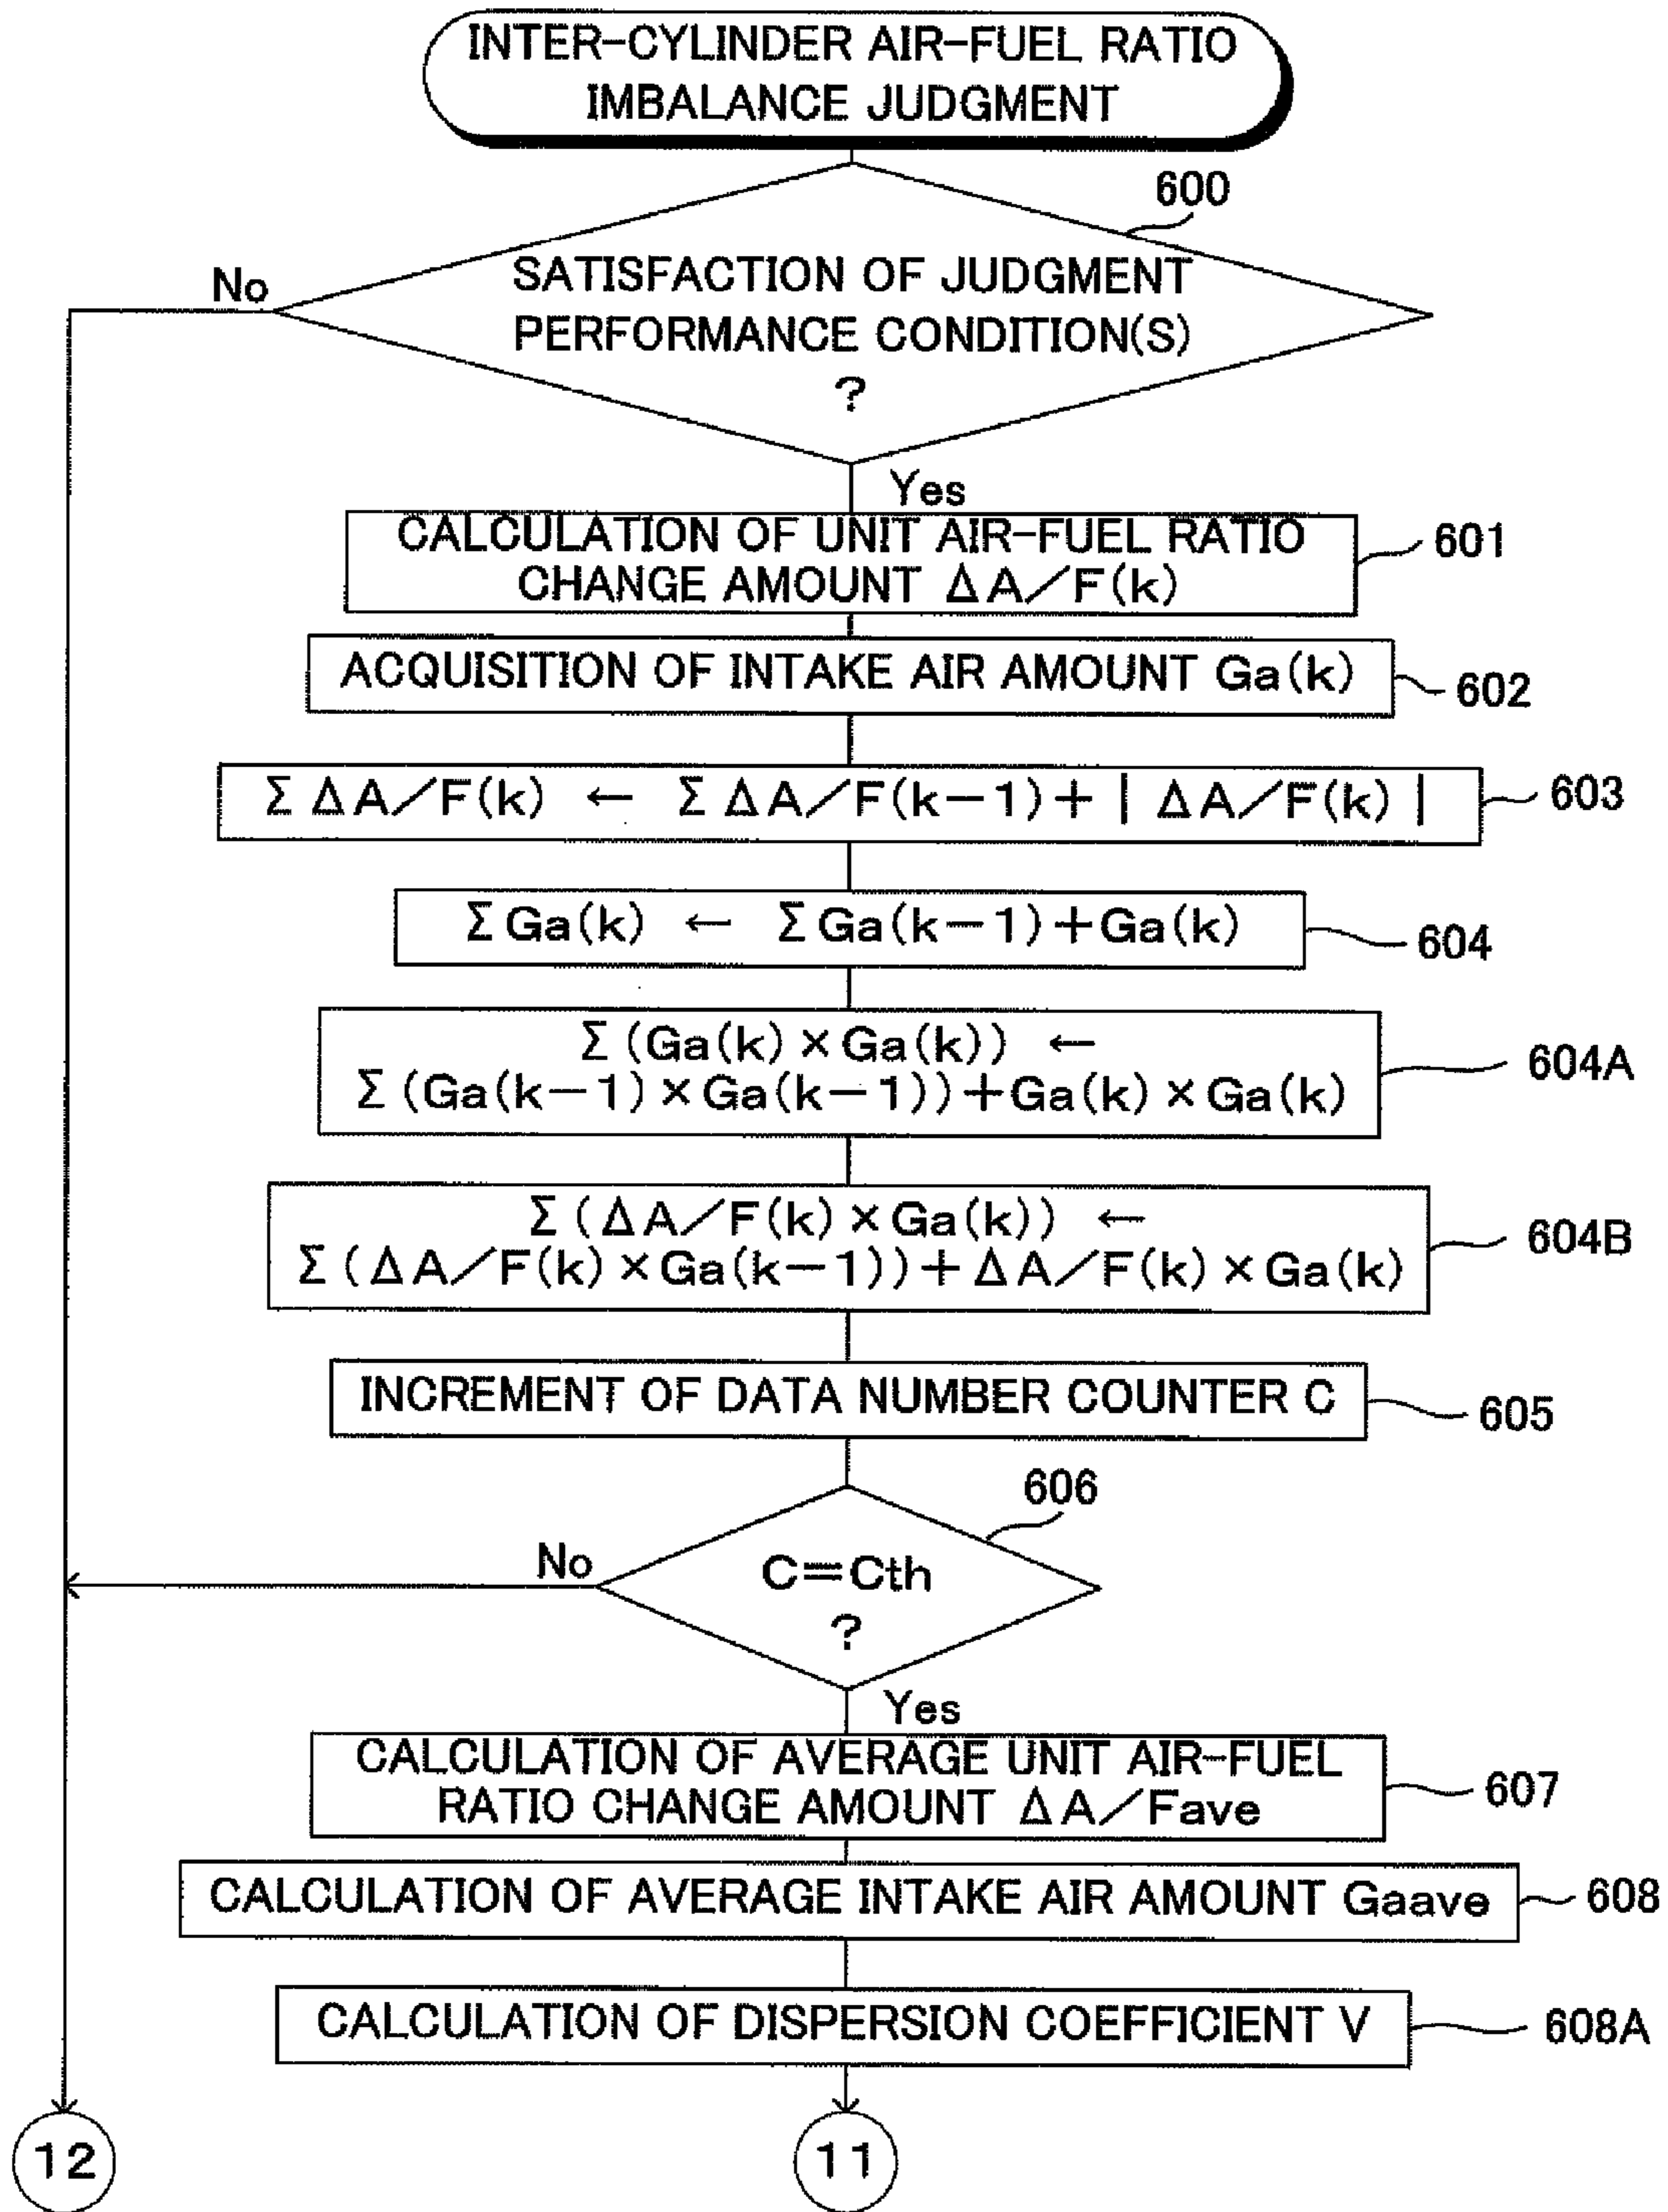 INTER-CYLINDER AIR-FUEL RATIO
IMBALANCE JUDGMENT
600
No
SATISFACTION OF JUDGMENT
PERFORMANCE CONDITION(S)
?
Yes
CALCULATION OF UNIT AIR-FUEL RATIO
CHANGE AMOUNT ΔA/F(k)
601
ACQUISITION OF INTAKE AIR AMOUNT Ga(k)
602
Σ ΔA/F(k) ← Σ ΔA/F(k-1)+| ΔA/F(k) |
603
ΣGa(k) ← ΣGa(k-1)+Ga(k)
604
Σ(Ga(k)×Ga(k)) ←
Σ(Ga(k-1)×Ga(k-1))+Ga(k)×Ga(k)
604A
Σ(ΔA/F(k)×Ga(k)) ←
Σ(ΔA/F(k)×Ga(k-1))+ΔA/F(k)×Ga(k)
604B
INCREMENT OF DATA NUMBER COUNTER C
605
606
No
C=Cth
?
Yes
CALCULATION OF AVERAGE UNIT AIR-FUEL
RATIO CHANGE AMOUNT ΔA/Fave
607
CALCULATION OF AVERAGE INTAKE AIR AMOUNT Gaave
608
CALCULATION OF DISPERSION COEFFICIENT V
608A
12
11